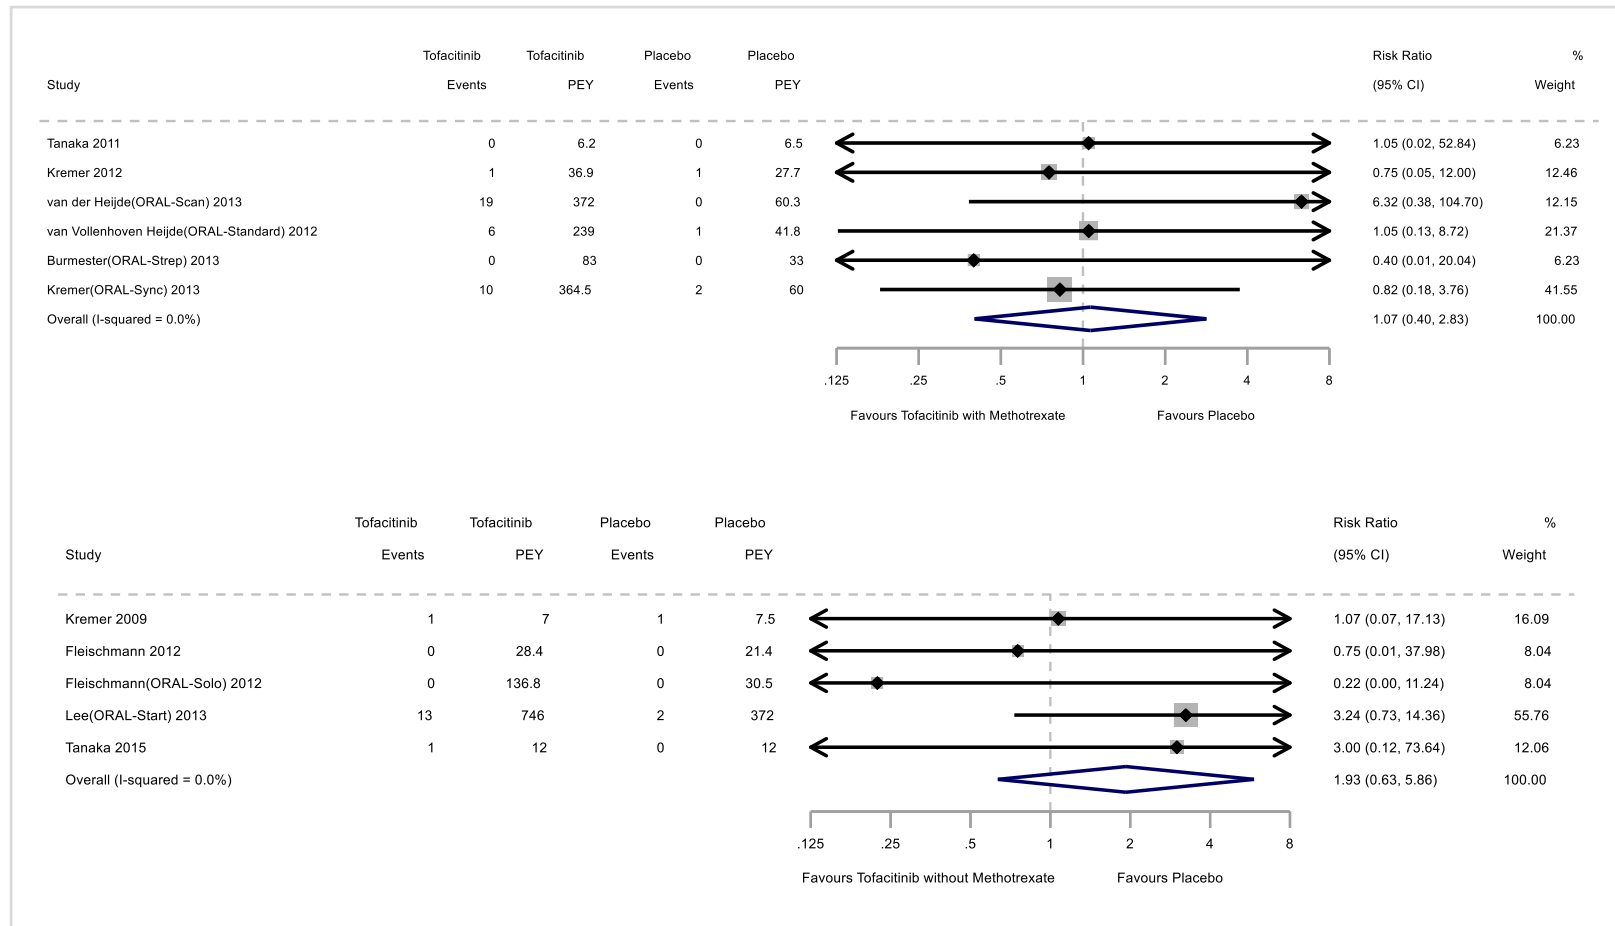 Tofacitinib Tofacitinib Placebo Placebo Risk Ratio %
Study Events PEY Events PEY (95% CI) Weight
Tanaka 2011 0 6.2 0 6.5 1.05 (0.02, 52.84) 6.23
Kremer 2012 1 36.9 1 27.7 0.75 (0.05, 12.00) 12.46
van der Heijde(ORAL-Scan) 2013 19 372 0 60.3 6.32 (0.38, 104.70) 12.15
van Vollenhoven Heijde(ORAL-Standard) 2012 6 239 1 41.8 1.05 (0.13, 8.72) 21.37
Burmester(ORAL-Strep) 2013 0 83 0 33 0.40 (0.01, 20.04) 6.23
Kremer(ORAL-Sync) 2013 10 364.5 2 60 0.82 (0.18, 3.76) 41.55
Overall (I-squared = 0.0%) 1.07 (0.40, 2.83) 100.00
.125 .25 .5 1 2 4 8
Favours Tofacitinib with Methotrexate Favours Placebo
Tofacitinib Tofacitinib Placebo Placebo Risk Ratio %
Study Events PEY Events PEY (95% CI) Weight
Kremer 2009 1 7 1 7.5 1.07 (0.07, 17.13) 16.09
Fleischmann 2012 0 28.4 0 21.4 0.75 (0.01, 37.98) 8.04
Fleischmann(ORAL-Solo) 2012 0 136.8 0 30.5 0.22 (0.00, 11.24) 8.04
Lee(ORAL-Start) 2013 13 746 2 372 3.24 (0.73, 14.36) 55.76
Tanaka 2015 1 12 0 12 3.00 (0.12, 73.64) 12.06
Overall (I-squared = 0.0%) 1.93 (0.63, 5.86) 100.00
.125 .25 .5 1 2 4 8
Favours Tofacitinib without Methotrexate Favours Placebo